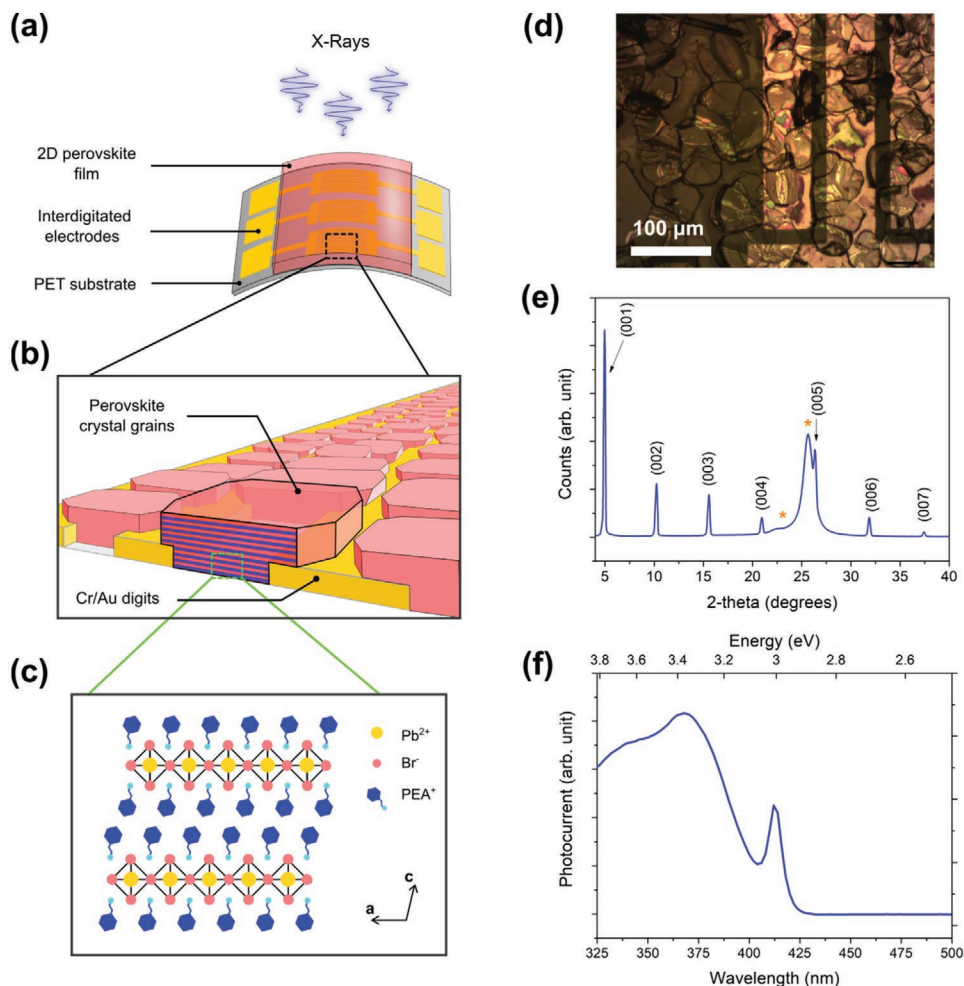 (a)
X-Rays
2D perovskite
film
Interdigitated
electrodes
PET substrate
(b)
Perovskite
crystal grains
Cr/Au digits
(c)
Pb²⁺
Br⁻
PEA⁺
c
a
(d)
100 µm
(e)
Counts (arb. unit)
(001)
(002)
(003)
(004)
*
*
(005)
(006)
(007)
5 10 15 20 25 30 35 40
2-theta (degrees)
(f)
Energy (eV)
3.8 3.6 3.4 3.2 3 2.8 2.6
Photocurrent (arb. unit)
325 350 375 400 425 450 475 500
Wavelength (nm)